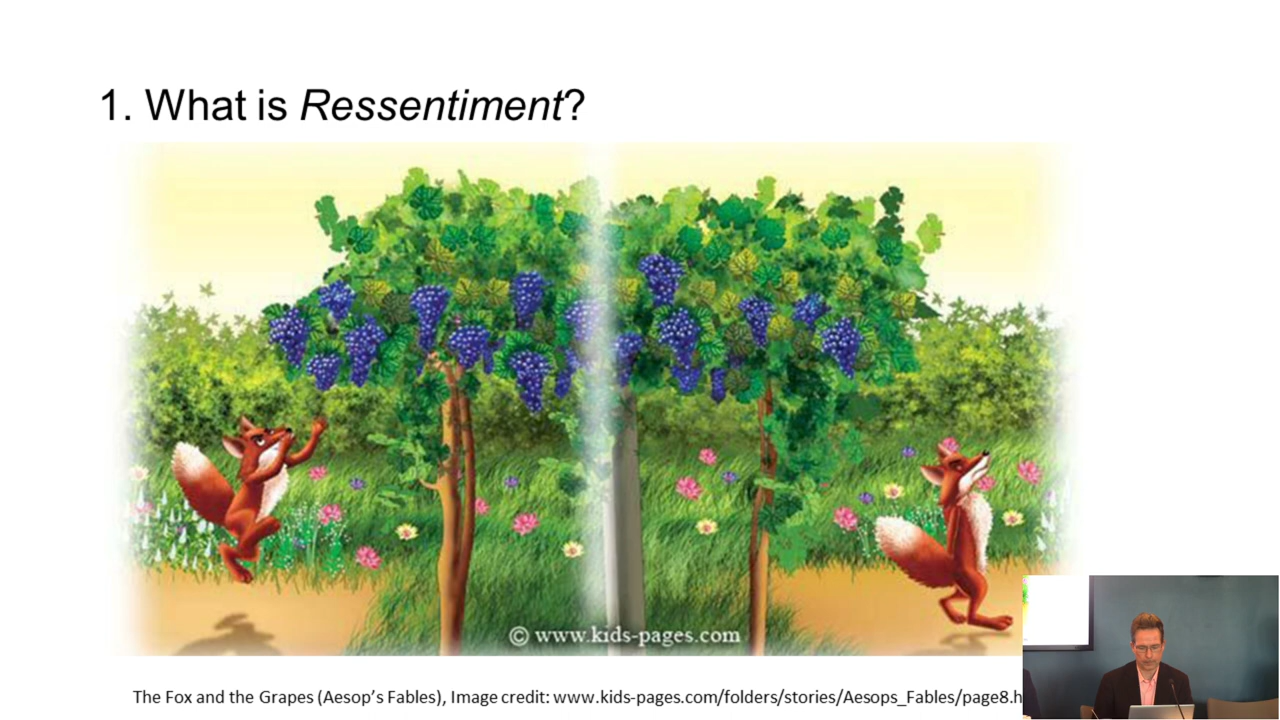 1. What is Ressentiment?
© www.kids-pages.com
The Fox and the Grapes (Aesop’s Fables), Image credit: www.kids-pages.com/folders/stories/Aesops_Fables/page8.h